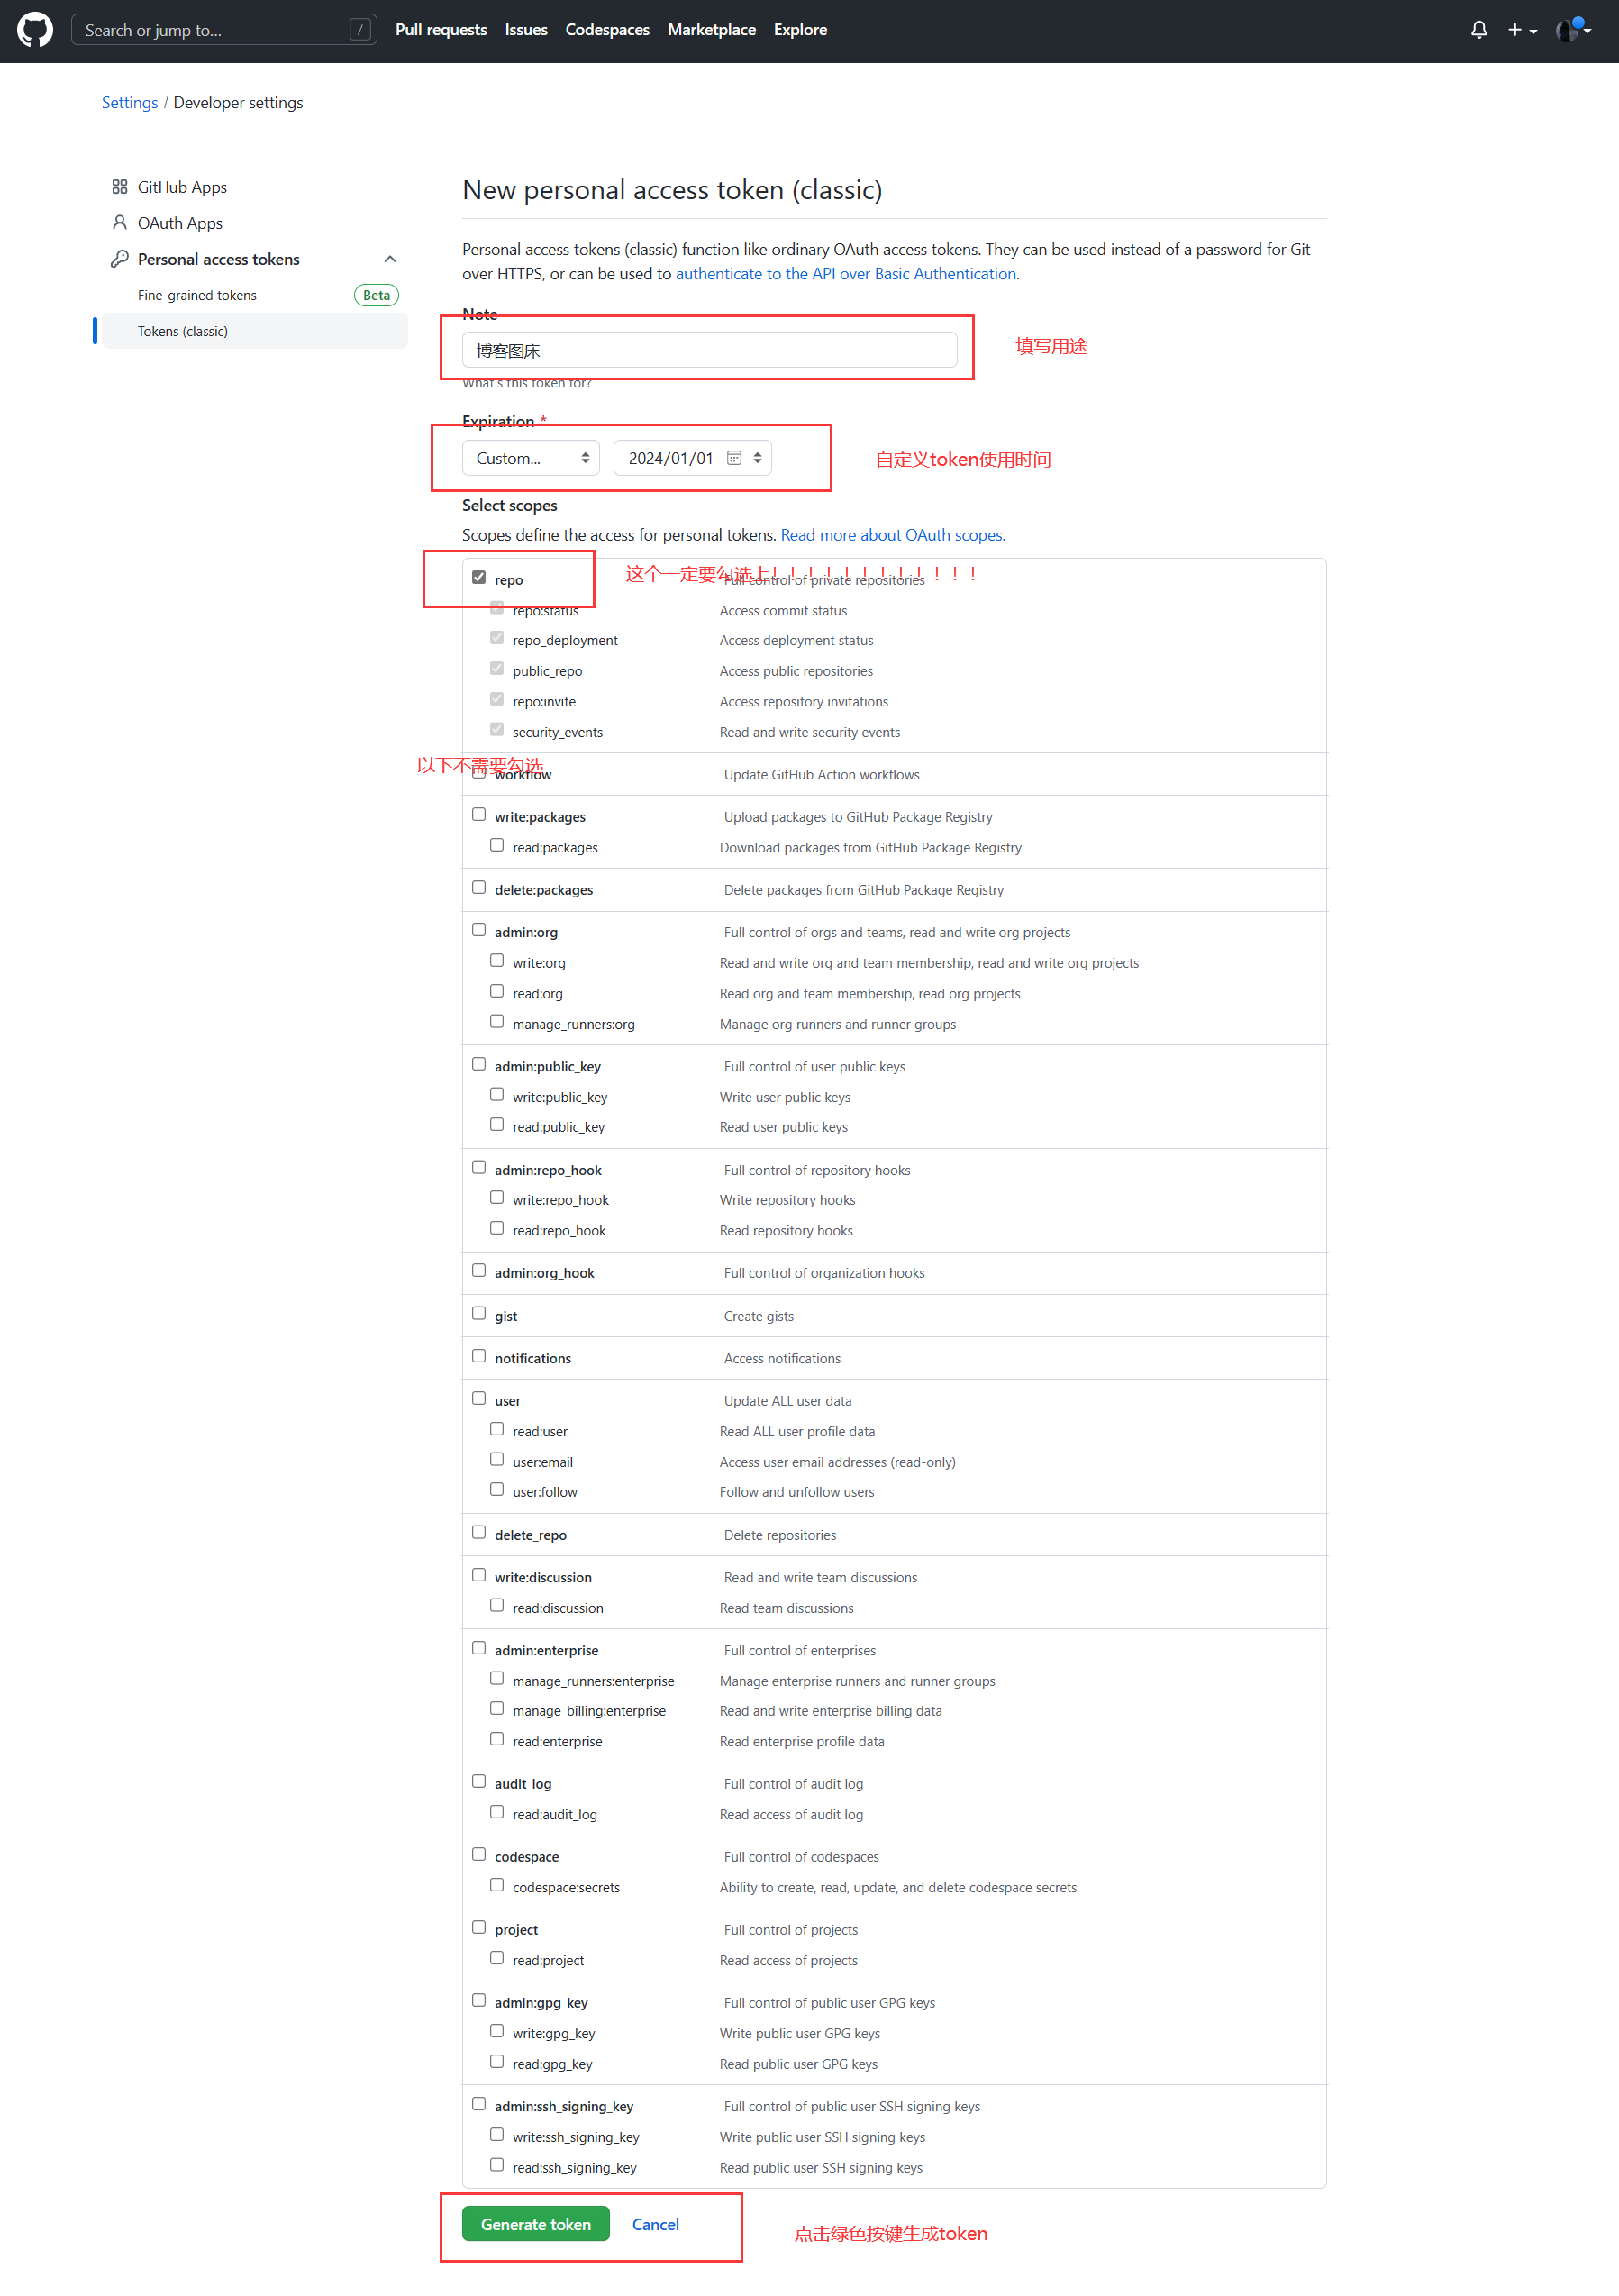 Search or jump to...
/
Pull requests
Issues
Codespaces
Marketplace
Explore
Settings / Developer settings
GitHub Apps
OAuth Apps
Personal access tokens
Fine-grained tokens
Beta
Tokens (classic)
New personal access token (classic)
Personal access tokens (classic) function like ordinary OAuth access tokens. They can be used instead of a password for Git
over HTTPS, or can be used to authenticate to the API over Basic Authentication.
Note
博客图床
填写用途
What's this token for?
Expiration *
Custom...
2024/01/01
自定义token使用时间
Select scopes
Scopes define the access for personal tokens. Read more about OAuth scopes.
repo
Full control of private repositories
这个一定要勾选上！！！！！！！！！！！！
repo:status Access commit status
repo_deployment Access deployment status
public_repo Access public repositories
repo:invite Access repository invitations
security_events Read and write security events
以下不需要勾选
workflow Update GitHub Action workflows
write:packages Upload packages to GitHub Package Registry
read:packages Download packages from GitHub Package Registry
delete:packages Delete packages from GitHub Package Registry
admin:org Full control of orgs and teams, read and write org projects
write:org Read and write org and team membership, read and write org projects
read:org Read org and team membership, read org projects
manage_runners:org Manage org runners and runner groups
admin:public_key Full control of user public keys
write:public_key Write user public keys
read:public_key Read user public keys
admin:repo_hook Full control of repository hooks
write:repo_hook Write repository hooks
read:repo_hook Read repository hooks
admin:org_hook Full control of organization hooks
gist Create gists
notifications Access notifications
user Update ALL user data
read:user Read ALL user profile data
user:email Access user email addresses (read-only)
user:follow Follow and unfollow users
delete_repo Delete repositories
write:discussion Read and write team discussions
read:discussion Read team discussions
admin:enterprise Full control of enterprises
manage_runners:enterprise Manage enterprise runners and runner groups
manage_billing:enterprise Read and write enterprise billing data
read:enterprise Read enterprise profile data
audit_log Full control of audit log
read:audit_log Read access of audit log
codespace Full control of codespaces
codespace:secrets Ability to create, read, update, and delete codespace secrets
project Full control of projects
read:project Read access of projects
admin:gpg_key Full control of public user GPG keys
write:gpg_key Write public user GPG keys
read:gpg_key Read public user GPG keys
admin:ssh_signing_key Full control of public user SSH signing keys
write:ssh_signing_key Write public user SSH signing keys
read:ssh_signing_key Read public user SSH signing keys
Generate token
Cancel
点击绿色按键生成token